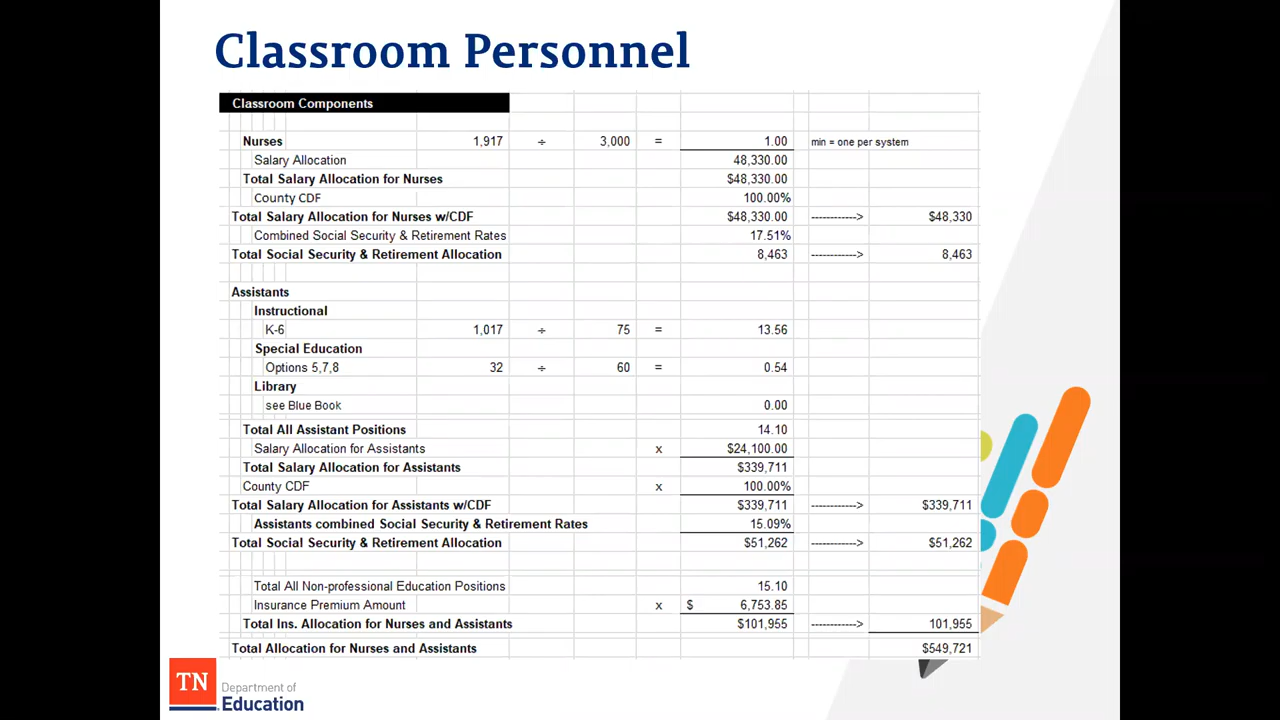 Classroom Personnel
Classroom Components
Nurses 1,917 ÷ 3,000 = 1.00 min = one per system
Salary Allocation 48,330.00
Total Salary Allocation for Nurses $48,330.00
County CDF 100.00%
Total Salary Allocation for Nurses w/CDF $48,330.00 -----------> $48,330
Combined Social Security & Retirement Rates 17.51%
Total Social Security & Retirement Allocation 8,463 -----------> 8,463
Assistants
Instructional
K-6 1,017 ÷ 75 = 13.56
Special Education
Options 5,7,8 32 ÷ 60 = 0.54
Library
see Blue Book 0.00
Total All Assistant Positions 14.10
Salary Allocation for Assistants x $24,100.00
Total Salary Allocation for Assistants $339,711
County CDF x 100.00%
Total Salary Allocation for Assistants w/CDF $339,711 -----------> $339,711
Assistants combined Social Security & Retirement Rates 15.09%
Total Social Security & Retirement Allocation $51,262 -----------> $51,262
Total All Non-professional Education Positions 15.10
Insurance Premium Amount x $ 6,753.85
Total Ins. Allocation for Nurses and Assistants $101,955 -----------> 101,955
Total Allocation for Nurses and Assistants $549,721
TN
Department of
Education